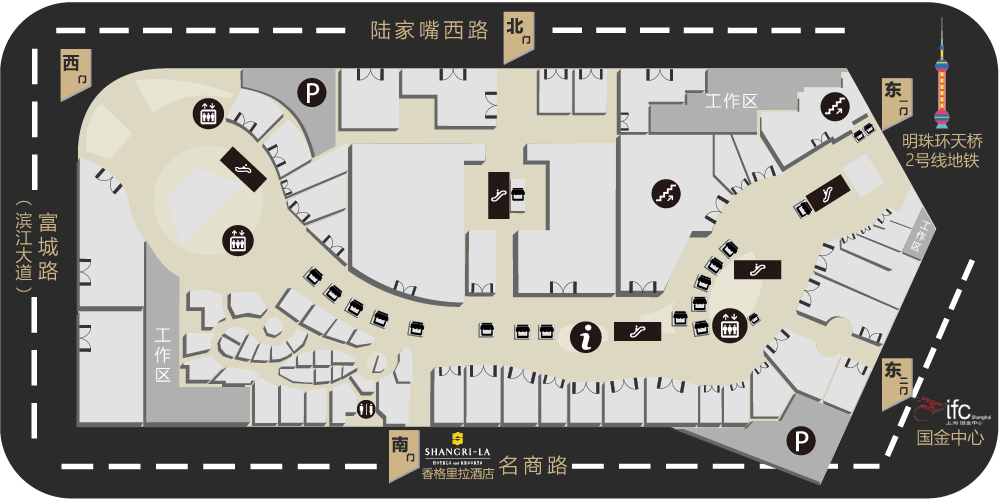 陆家嘴西路
北门
西门
东一门
明珠环天桥
2号线地铁
P
工作区
富城路
(滨江大道)
工作区
工作区
i
P
东二门
ifc
Shanghai
上海国金中心
国金中心
南门
SHANGRI-LA
HOTELS and RESORTS
香格里拉酒店
名商路